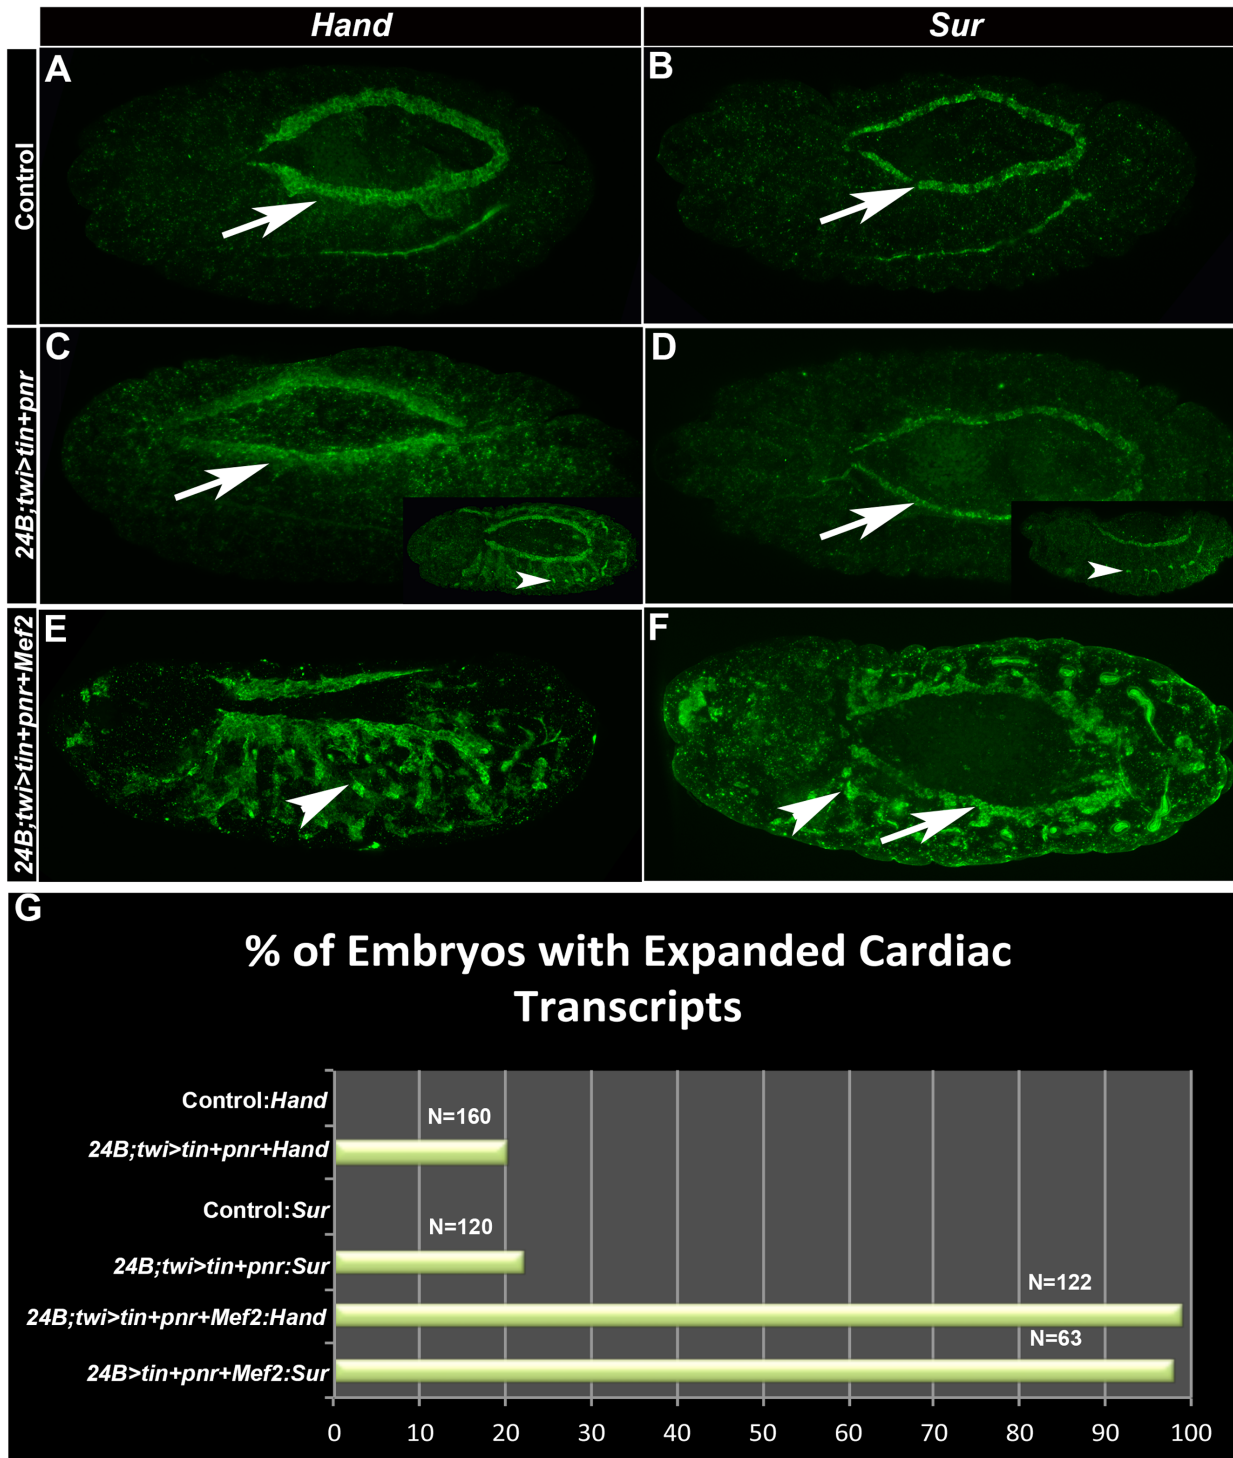 Hand
Sur
Control
A
B
24B;twi>tin+pnr
C
D
24B;twi>tin+pnr+Mef2
E
F
G
% of Embryos with Expanded Cardiac
Transcripts
Control:Hand
N=160
24B;twi>tin+pnr+Hand
Control:Sur
N=120
24B;twi>tin+pnr:Sur
N=122
24B;twi>tin+pnr+Mef2:Hand
N=63
24B>tin+pnr+Mef2:Sur
0 10 20 30 40 50 60 70 80 90 100